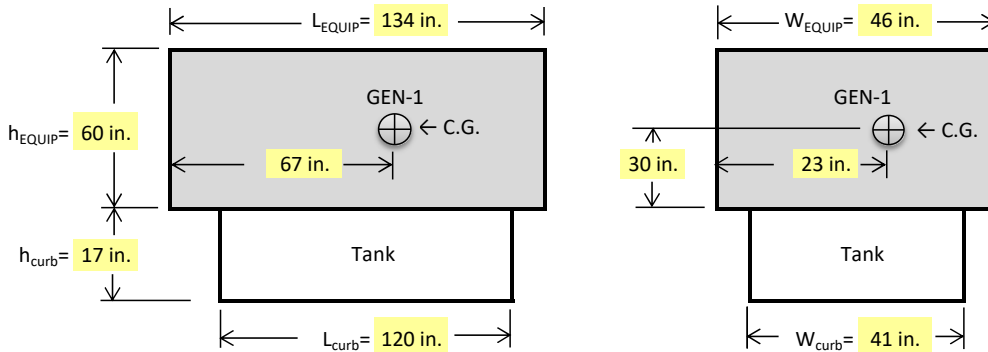 L_EQUIP= 134 in.
W_EQUIP= 46 in.
GEN-1
← C.G.
h_EQUIP= 60 in.
67 in.
GEN-1
← C.G.
30 in.
23 in.
h_curb= 17 in.
Tank
Tank
L_curb= 120 in.
W_curb= 41 in.